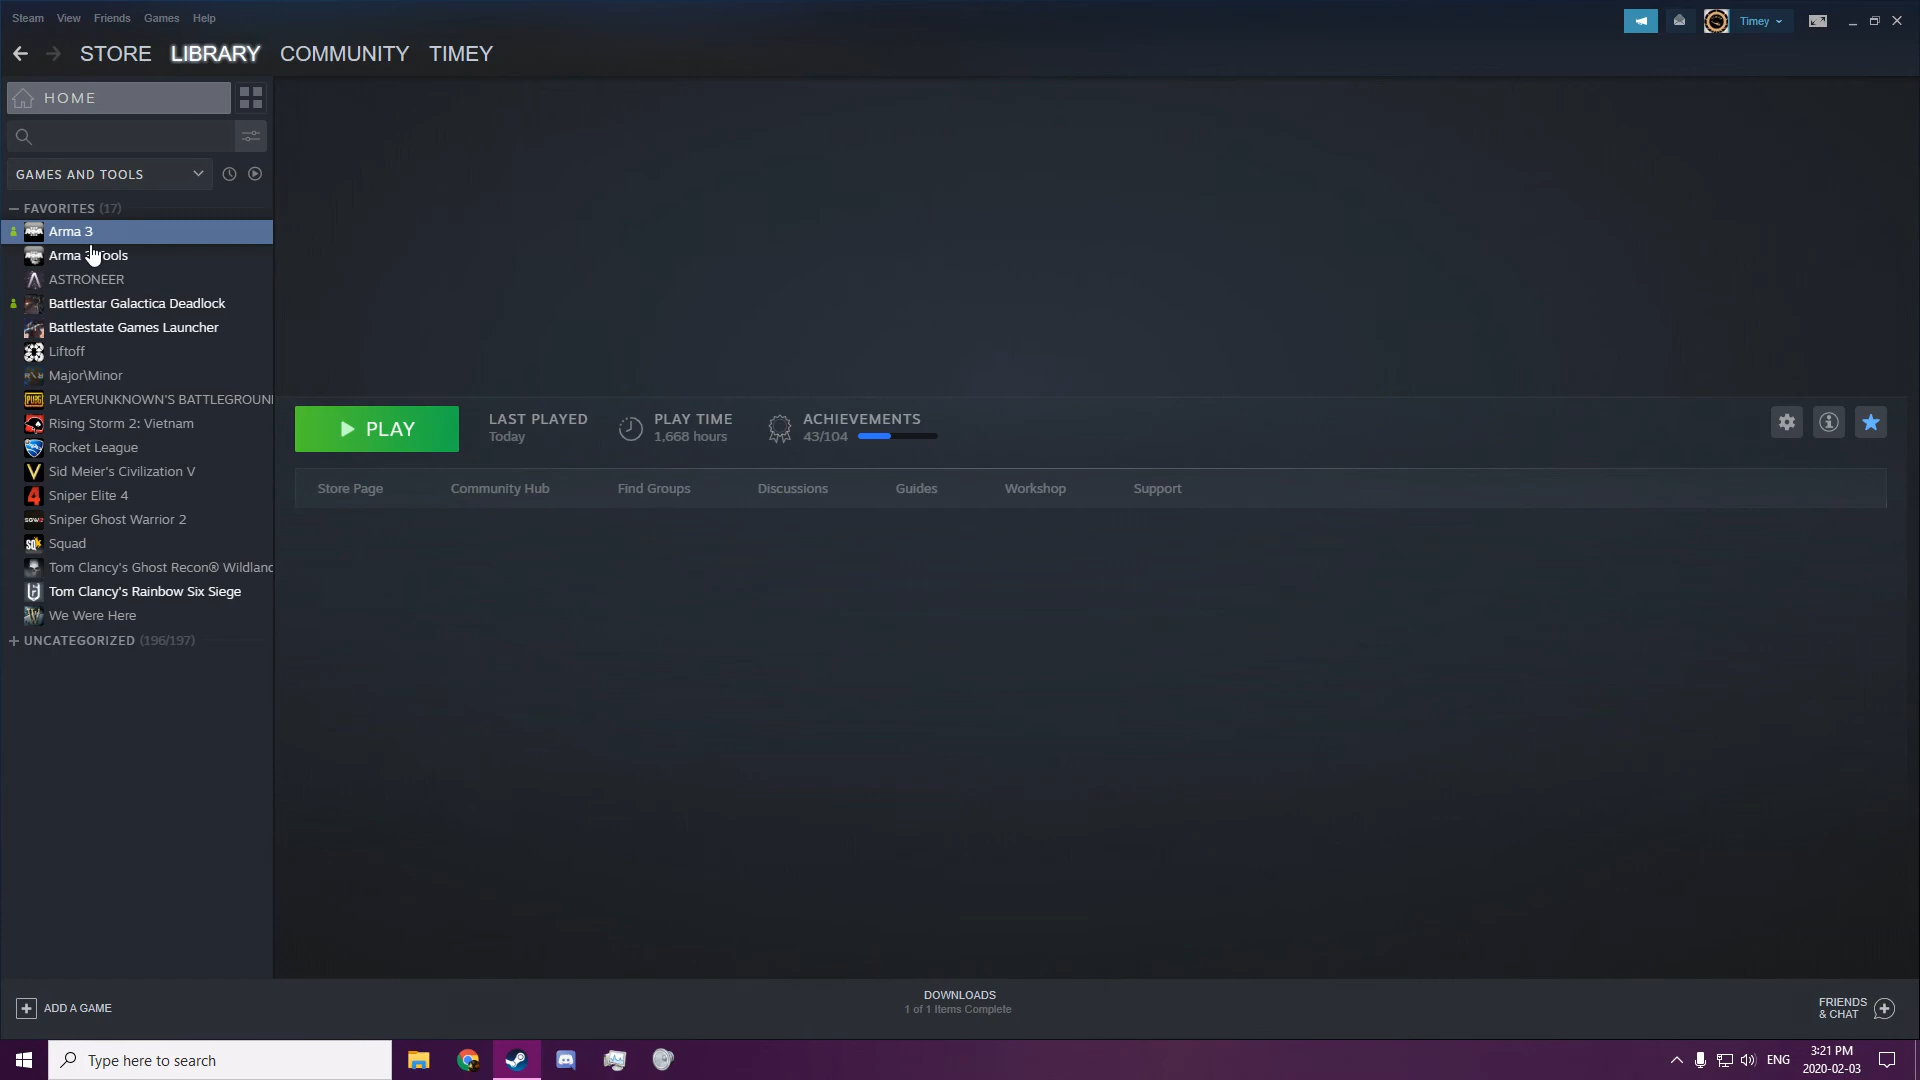 Steam View Friends Games Help
Timey
STORE LIBRARY COMMUNITY TIMEY
HOME
GAMES AND TOOLS
FAVORITES (17)
Arma 3
Arma 3 Tools
ASTRONEER
Battlestar Galactica Deadlock
Battlestate Games Launcher
Liftoff
Major\Minor
PLAYERUNKNOWN'S BATTLEGROUN
Rising Storm 2: Vietnam
Rocket League
Sid Meier's Civilization V
Sniper Elite 4
Sniper Ghost Warrior 2
Squad
Tom Clancy's Ghost Recon® Wildlanc
Tom Clancy's Rainbow Six Siege
We Were Here
UNCATEGORIZED (196/197)
PLAY
LAST PLAYED
Today
PLAY TIME
1,668 hours
ACHIEVEMENTS
43/104
Store Page Community Hub Find Groups Discussions Guides Workshop Support
ADD A GAME
DOWNLOADS
1 of 1 Items Complete
FRIENDS
& CHAT
Type here to search
ENG
3:21 PM
2020-02-03